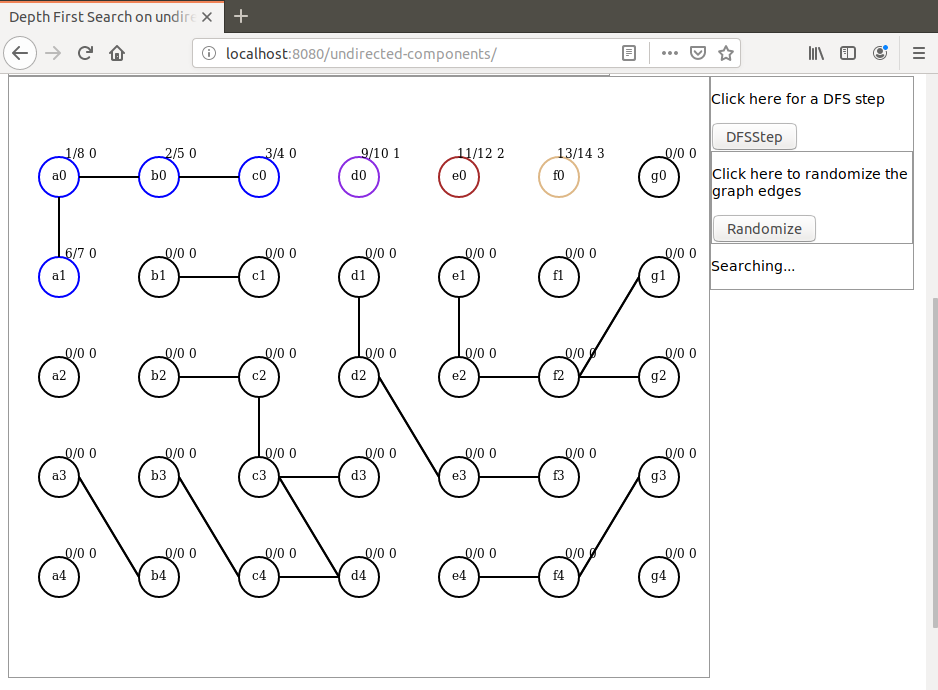 Depth First Search on undire
localhost:8080/undirected-components/
Click here for a DFS step
DFSStep
Click here to randomize the
graph edges
Randomize
Searching...
1/8 0 2/5 0 3/4 0 9/10 1 11/12 2 13/14 3 0/0 0
a0 b0 c0 d0 e0 f0 g0
6/7 0 0/0 0 0/0 0 0/0 0 0/0 0 0/0 0 0/0 0
a1 b1 c1 d1 e1 f1 g1
0/0 0 0/0 0 0/0 0 0/0 0 0/0 0 0/0 0 0/0 0
a2 b2 c2 d2 e2 f2 g2
0/0 0 0/0 0 0/0 0 0/0 0 0/0 0 0/0 0 0/0 0
a3 b3 c3 d3 e3 f3 g3
0/0 0 0/0 0 0/0 0 0/0 0 0/0 0 0/0 0 0/0 0
a4 b4 c4 d4 e4 f4 g4